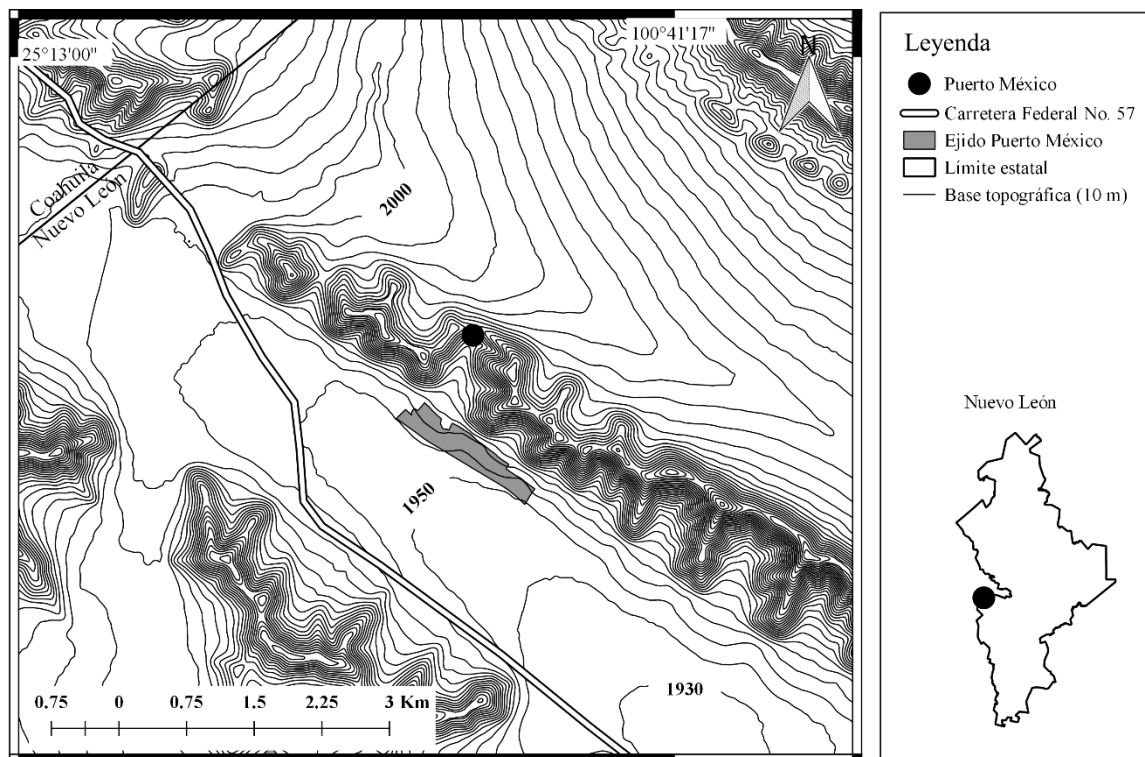 25°13'00"
100°41'17"
N
Coahuila
Nuevo León
2000
1950
1930
0.75 0 0.75 1.5 2.25 3 Km
Leyenda
Puerto México
Carretera Federal No. 57
Ejido Puerto México
Límite estatal
Base topográfica (10 m)
Nuevo León